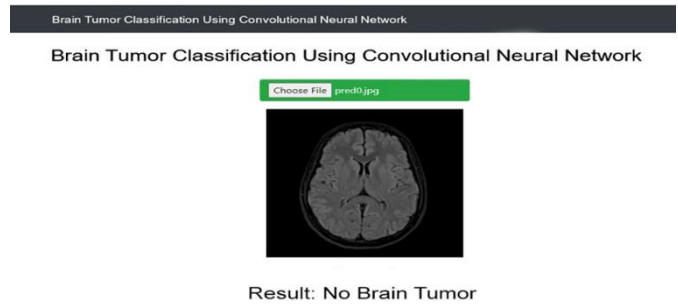 Brain Tumor Classification Using Convolutional Neural Network
Brain Tumor Classification Using Convolutional Neural Network
Choose File pred0.jpg
Result: No Brain Tumor